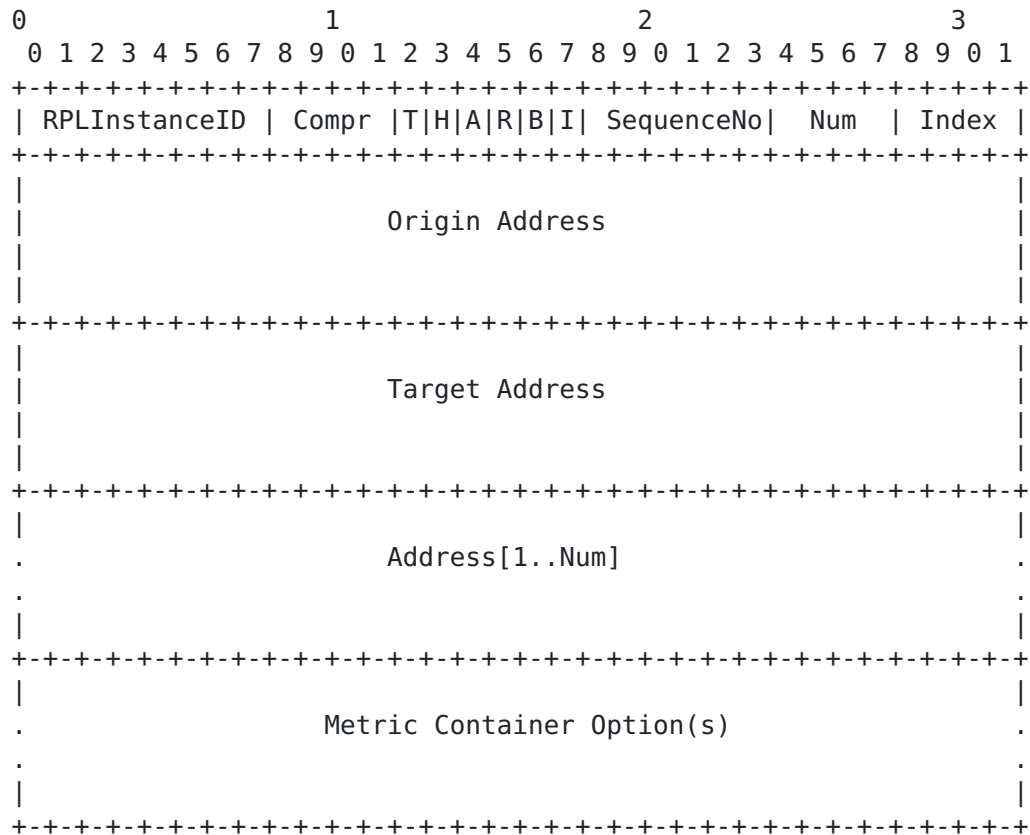 0                   1                   2                   3
 0 1 2 3 4 5 6 7 8 9 0 1 2 3 4 5 6 7 8 9 0 1 2 3 4 5 6 7 8 9 0 1
+-+-+-+-+-+-+-+-+-+-+-+-+-+-+-+-+-+-+-+-+-+-+-+-+-+-+-+-+-+-+-+-+
| RPLInstanceID | Compr |T|H|A|R|B|I| SequenceNo|  Num  | Index |
+-+-+-+-+-+-+-+-+-+-+-+-+-+-+-+-+-+-+-+-+-+-+-+-+-+-+-+-+-+-+-+-+
|                                                               |
|                       Origin Address                          |
|                                                               |
|                                                               |
+-+-+-+-+-+-+-+-+-+-+-+-+-+-+-+-+-+-+-+-+-+-+-+-+-+-+-+-+-+-+-+-+
|                                                               |
|                       Target Address                          |
|                                                               |
|                                                               |
+-+-+-+-+-+-+-+-+-+-+-+-+-+-+-+-+-+-+-+-+-+-+-+-+-+-+-+-+-+-+-+-+
|                                                               |
.                       Address[1..Num]                         .
.                                                               .
|                                                               |
+-+-+-+-+-+-+-+-+-+-+-+-+-+-+-+-+-+-+-+-+-+-+-+-+-+-+-+-+-+-+-+-+
|                                                               |
.                   Metric Container Option(s)                  .
.                                                               .
|                                                               |
+-+-+-+-+-+-+-+-+-+-+-+-+-+-+-+-+-+-+-+-+-+-+-+-+-+-+-+-+-+-+-+-+